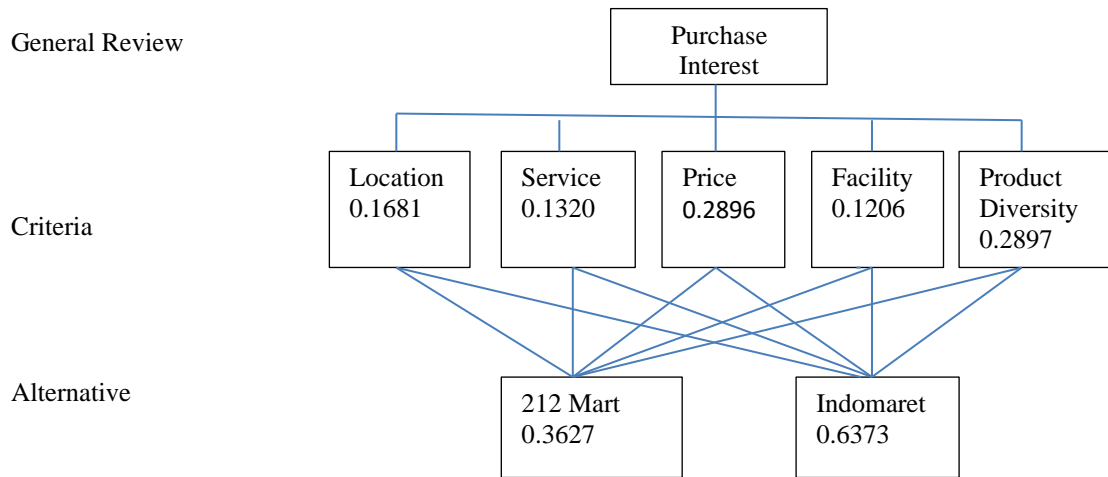 General Review
Purchase
Interest
Criteria
Location
0.1681
Service
0.1320
Price
0.2896
Facility
0.1206
Product
Diversity
0.2897
Alternative
212 Mart
0.3627
Indomaret
0.6373